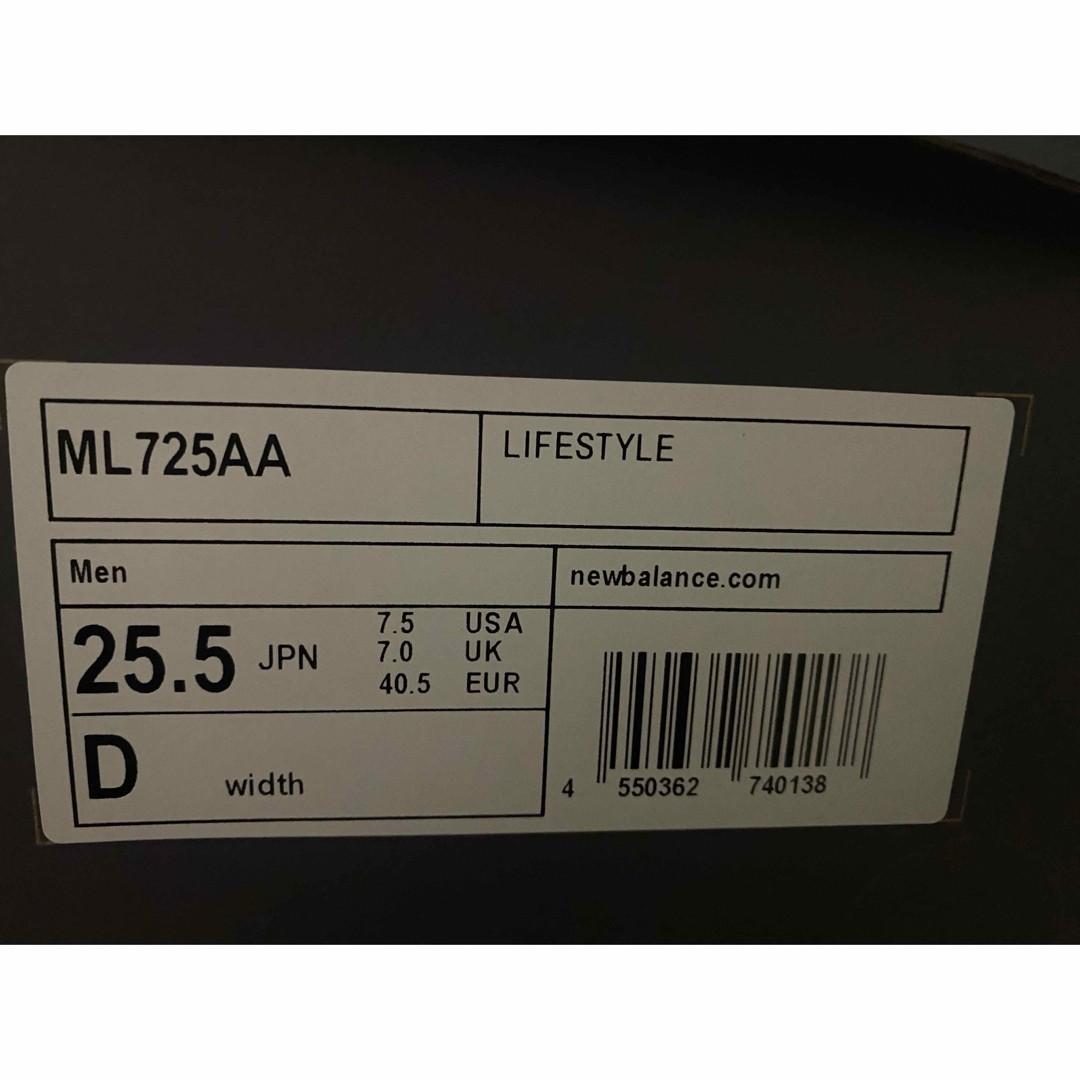 ML725AA
LIFESTYLE
Men
newbalance.com
25.5 JPN
7.5 USA
7.0 UK
40.5 EUR
D width
4 550362 740138